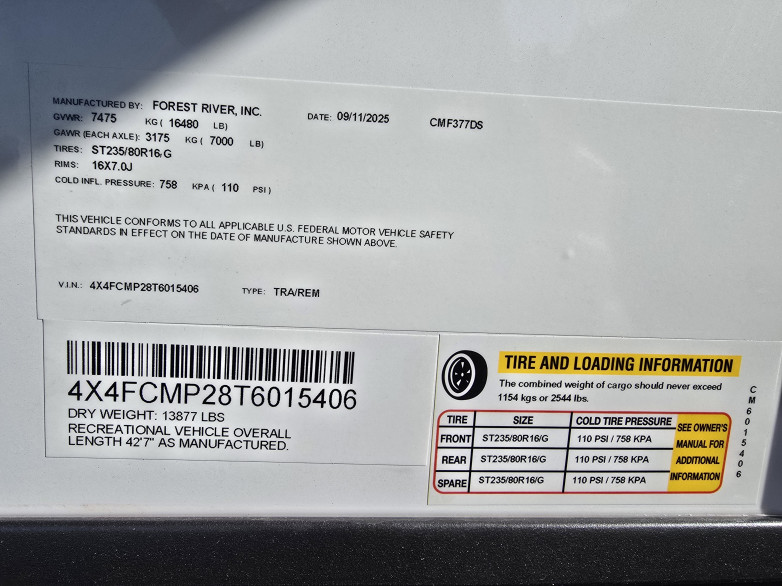 MANUFACTURED BY: FOREST RIVER, INC. DATE: 09/11/2025 CMF377DS
GVWR: 7475 KG ( 16480 LB)
GAWR (EACH AXLE): 3175 KG ( 7000 LB)
TIRES: ST235/80R16/G
RIMS: 16X7.0J
COLD INFL. PRESSURE: 758 KPA ( 110 PSI )
THIS VEHICLE CONFORMS TO ALL APPLICABLE U.S. FEDERAL MOTOR VEHICLE SAFETY
STANDARDS IN EFFECT ON THE DATE OF MANUFACTURE SHOWN ABOVE.
V.I.N.: 4X4FCMP28T6015406 TYPE: TRA/REM
4X4FCMP28T6015406
DRY WEIGHT: 13877 LBS
RECREATIONAL VEHICLE OVERALL
LENGTH 42'7" AS MANUFACTURED.
TIRE AND LOADING INFORMATION
The combined weight of cargo should never exceed
1154 kgs or 2544 lbs.
TIRE SIZE COLD TIRE PRESSURE
FRONT ST235/80R16/G 110 PSI / 758 KPA
REAR ST235/80R16/G 110 PSI / 758 KPA
SPARE ST235/80R16/G 110 PSI / 758 KPA
SEE OWNER'S
MANUAL FOR
ADDITIONAL
INFORMATION
CM6015406